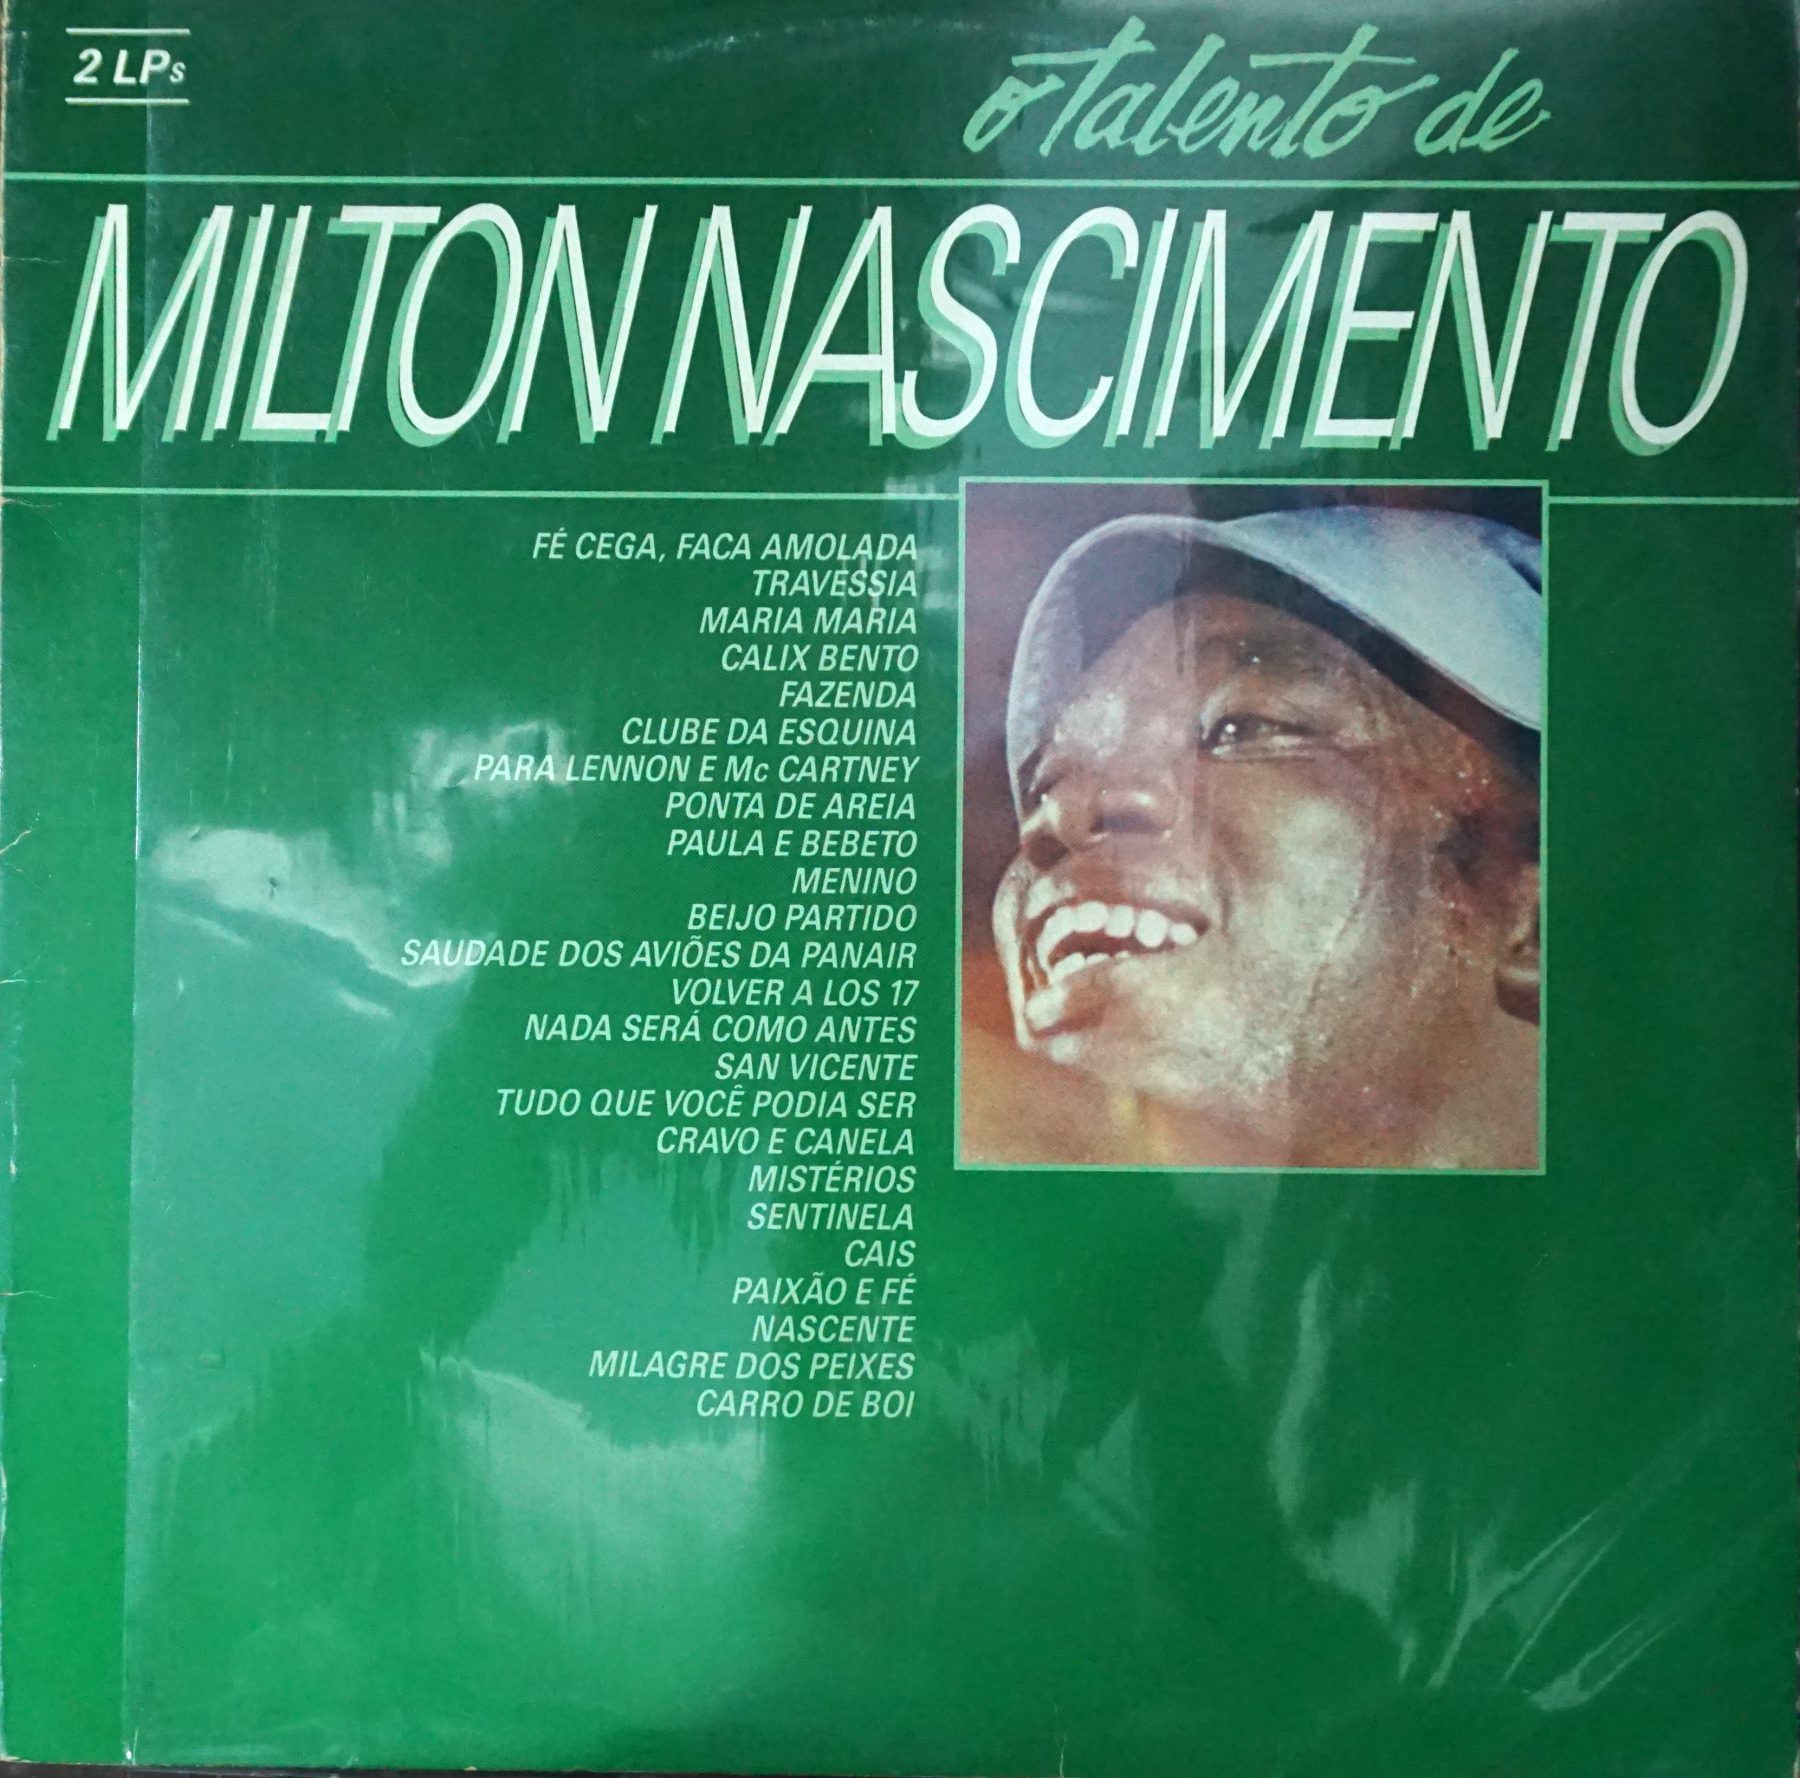 2 LPs
o talento de
MILTON NASCIMENTO
FÉ CEGA, FACA AMOLADA
TRAVESSIA
MARIA MARIA
CALIX BENTO
FAZENDA
CLUBE DA ESQUINA
PARA LENNON E Mc CARTNEY
PONTA DE AREIA
PAULA E BEBETO
MENINO
BEIJO PARTIDO
SAUDADE DOS AVIÕES DA PANAIR
VOLVER A LOS 17
NADA SERÁ COMO ANTES
SAN VICENTE
TUDO QUE VOCÊ PODIA SER
CRAVO E CANELA
MISTÉRIOS
SENTINELA
CAIS
PAIXÃO E FÉ
NASCENTE
MILAGRE DOS PEIXES
CARRO DE BOI